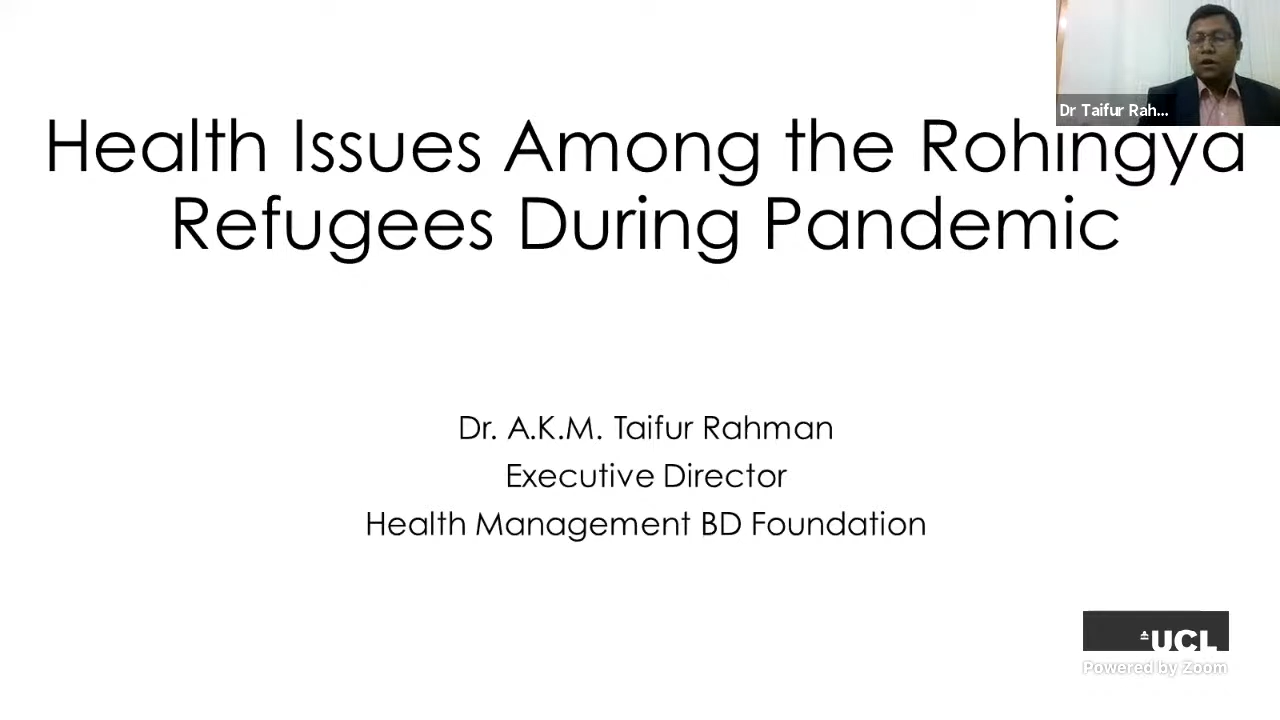 Dr Taifur Rah...
Health Issues Among the Rohingya
Refugees During Pandemic
Dr. A.K.M. Taifur Rahman
Executive Director
Health Management BD Foundation
UCL
Powered by Zoom